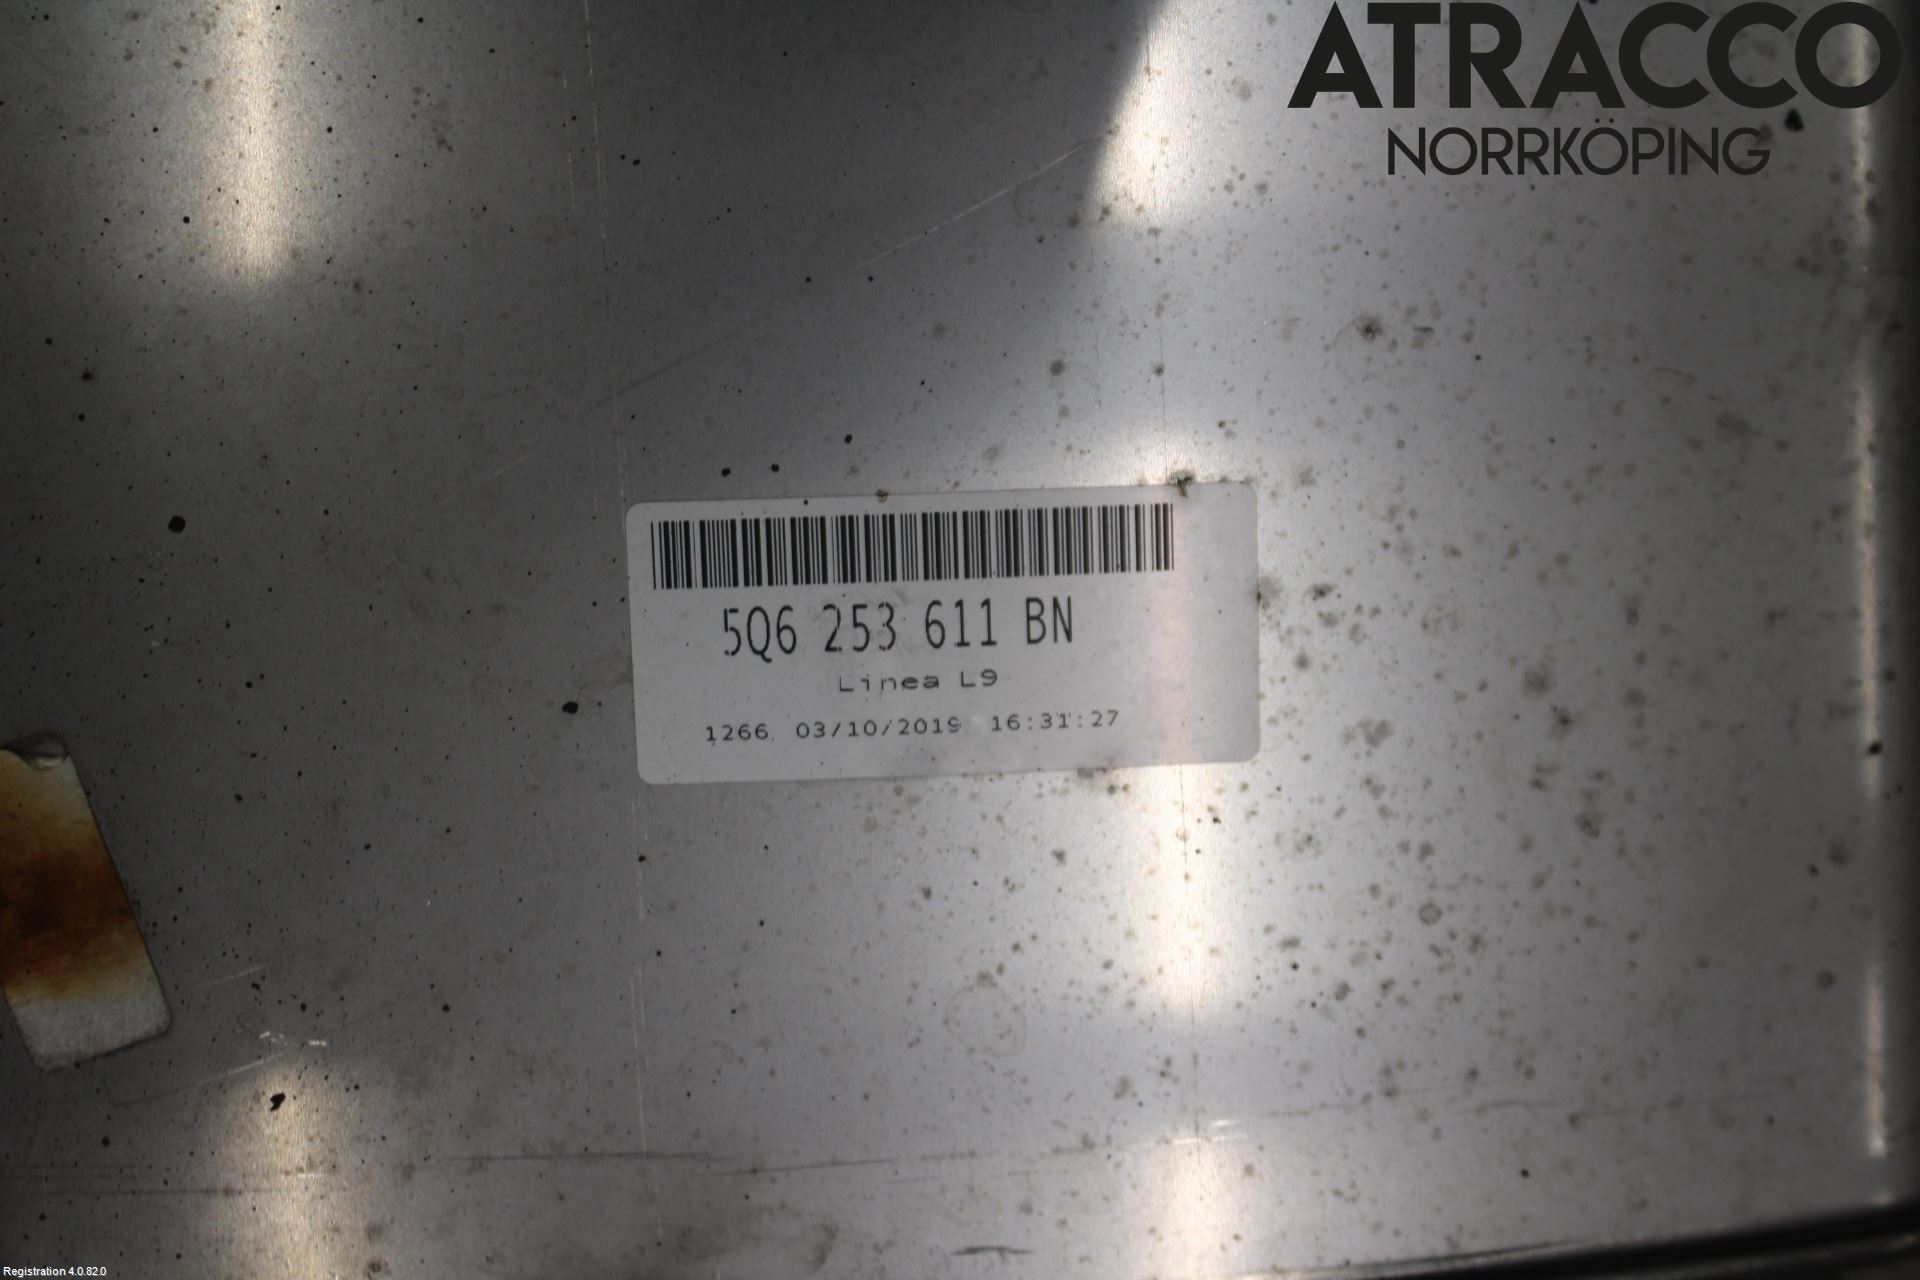 ATRACCO
NORRKÖPING
5Q6 253 611 BN
Linea L9
1266 03/10/2019 16:31:27
Registration 4.0.82.0